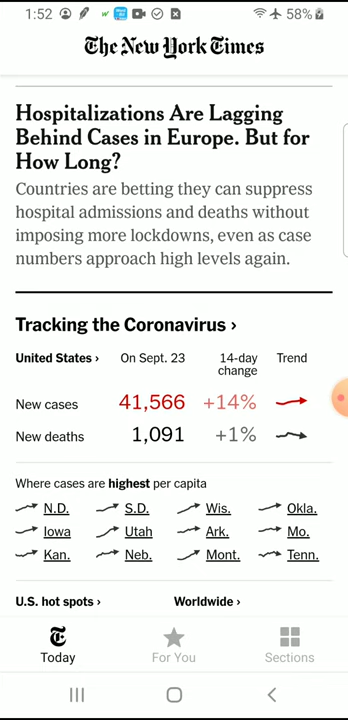 1:52 58%
The New York Times
Hospitalizations Are Lagging
Behind Cases in Europe. But for
How Long?
Countries are betting they can suppress
hospital admissions and deaths without
imposing more lockdowns, even as case
numbers approach high levels again.
Tracking the Coronavirus ›
United States › On Sept. 23 14-day change Trend
New cases 41,566 +14%
New deaths 1,091 +1%
Where cases are highest per capita
N.D. S.D. Wis. Okla.
Iowa Utah Ark. Mo.
Kan. Neb. Mont. Tenn.
U.S. hot spots › Worldwide ›
Today For You Sections